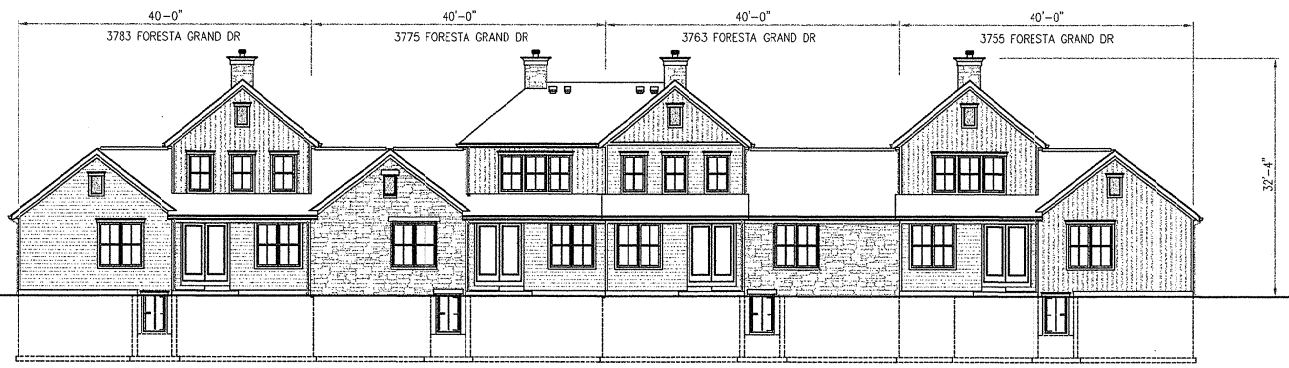 40'-0" 40'-0" 40'-0" 40'-0"
3783 FORESTA GRAND DR 3775 FORESTA GRAND DR 3763 FORESTA GRAND DR 3755 FORESTA GRAND DR
32'-4"